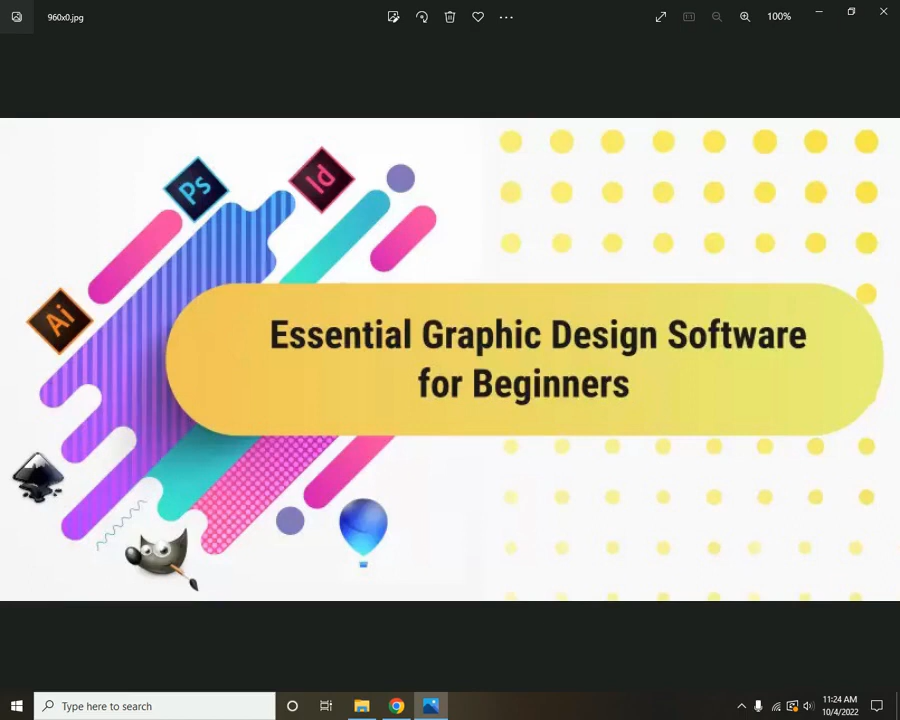 960x0.jpg
100%
Ps
Id
Ai
Essential Graphic Design Software
for Beginners
Type here to search
11:24 AM
10/4/2022